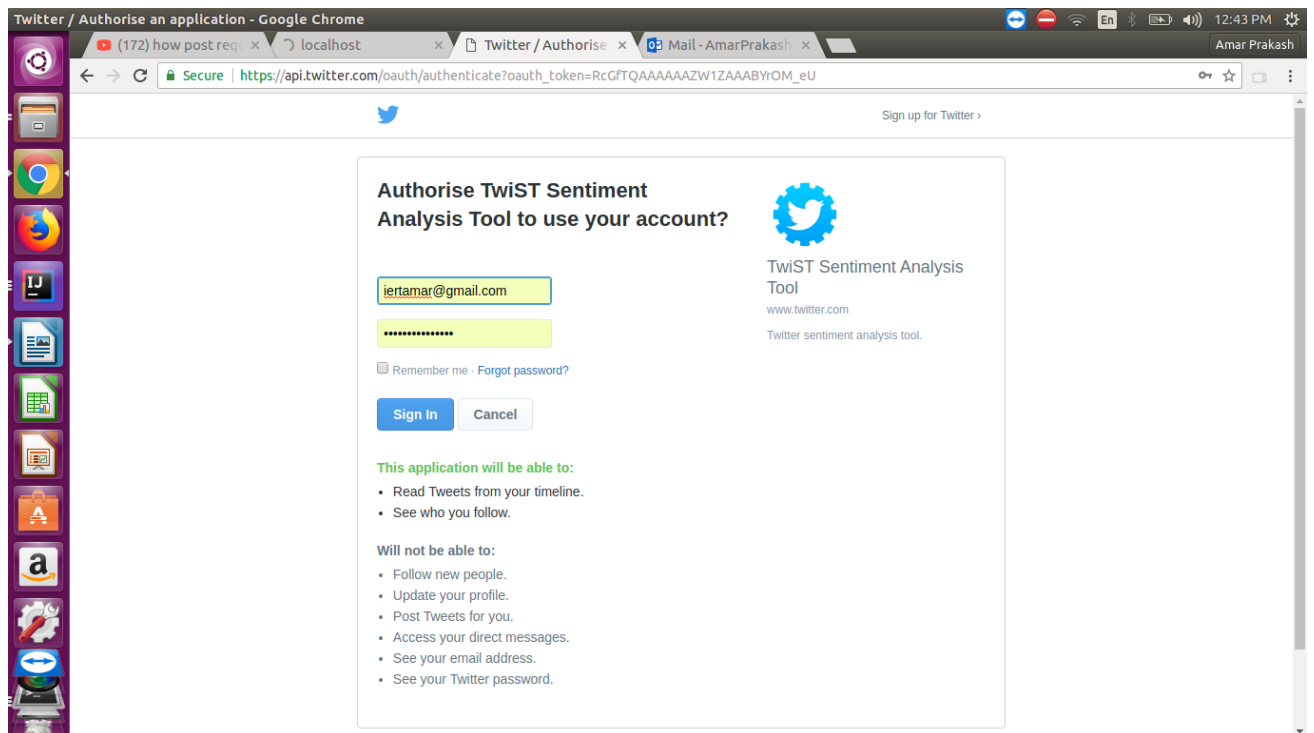 Twitter / Authorise an application - Google Chrome
En
12:43 PM
(172) how post requ
localhost
Twitter / Authorise
Mail - AmarPrakash
Amar Prakash
Secure
https://api.twitter.com/oauth/authenticate?oauth_token=RcGfTQAAAAAAZW1ZAAABYrOM_eU
Sign up for Twitter ›
Authorise TwiST Sentiment
Analysis Tool to use your account?
iertamar@gmail.com
•••••••••••••••
Remember me · Forgot password?
Sign In
Cancel
TwiST Sentiment Analysis
Tool
www.twitter.com
Twitter sentiment analysis tool.
This application will be able to:
• Read Tweets from your timeline.
• See who you follow.
Will not be able to:
• Follow new people.
• Update your profile.
• Post Tweets for you.
• Access your direct messages.
• See your email address.
• See your Twitter password.